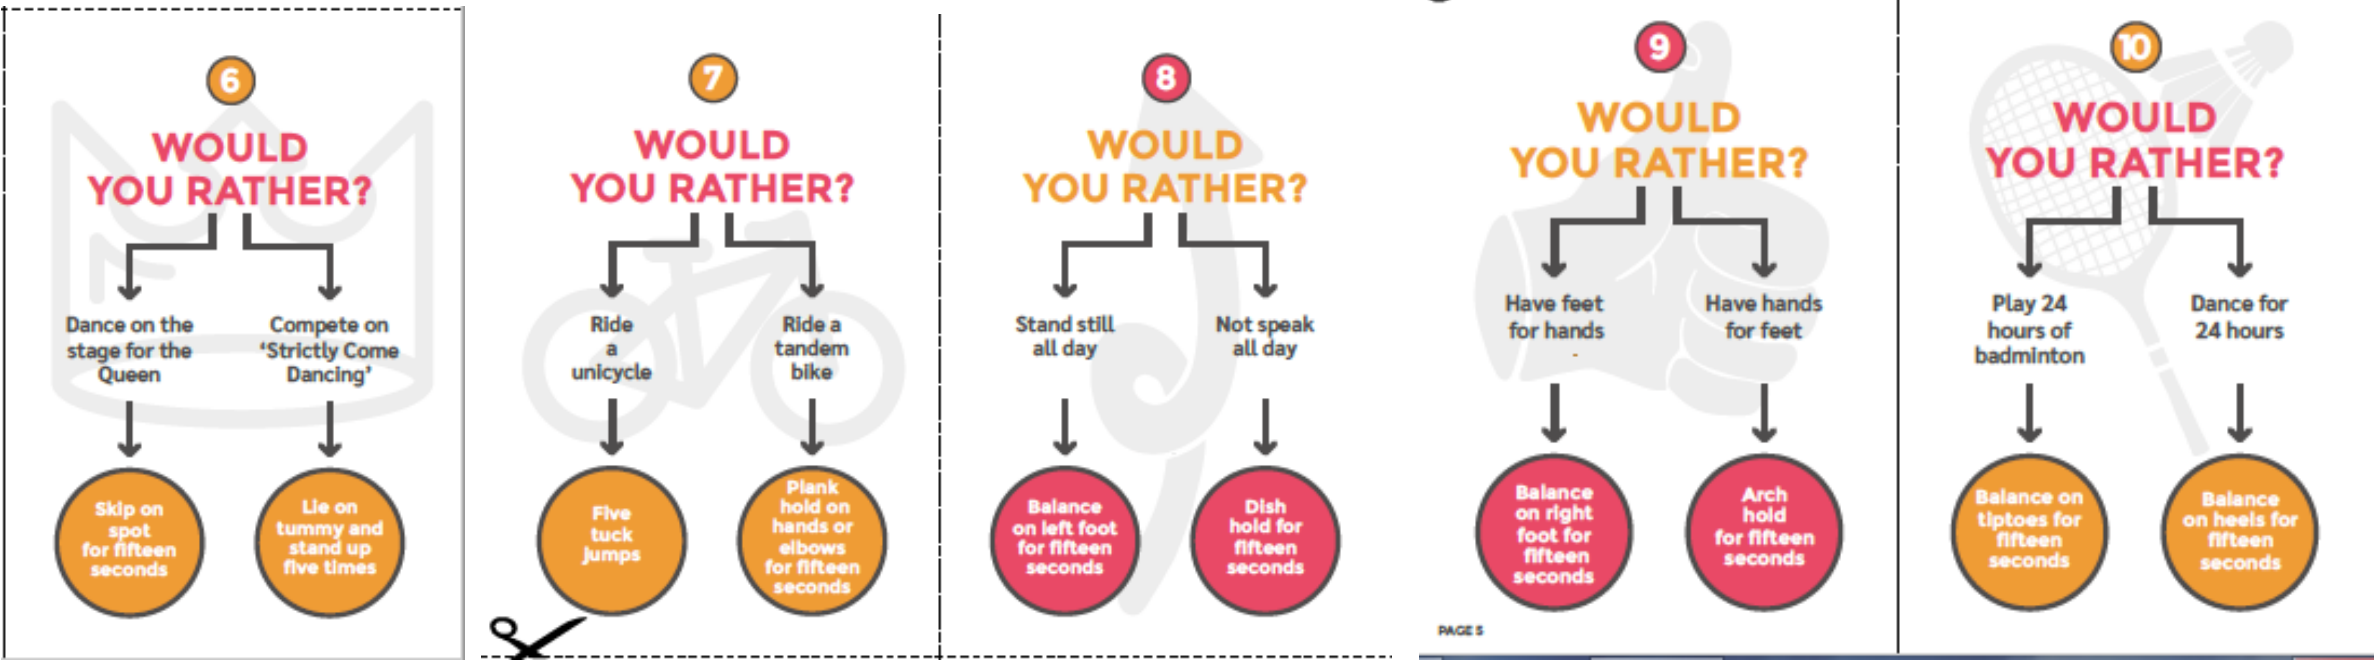 6
WOULD
YOU RATHER?
Dance on the
stage for the
Queen
Compete on
‘Strictly Come
Dancing’
Skip on
spot
for fifteen
seconds
Lie on
tummy and
stand up
five times
7
WOULD
YOU RATHER?
Ride
a
unicycle
Ride a
tandem
bike
Five
tuck
jumps
Plank
hold on
hands or
elbows
for fifteen
seconds
8
WOULD
YOU RATHER?
Stand still
all day
Not speak
all day
Balance
on left foot
for fifteen
seconds
Dish
hold for
fifteen
seconds
9
WOULD
YOU RATHER?
Have feet
for hands
Have hands
for feet
Balance
on right
foot for
fifteen
seconds
Arch
hold
for fifteen
seconds
PAGE 5
10
WOULD
YOU RATHER?
Play 24
hours of
badminton
Dance for
24 hours
Balance on
tiptoes for
fifteen
seconds
Balance
on heels for
fifteen
seconds